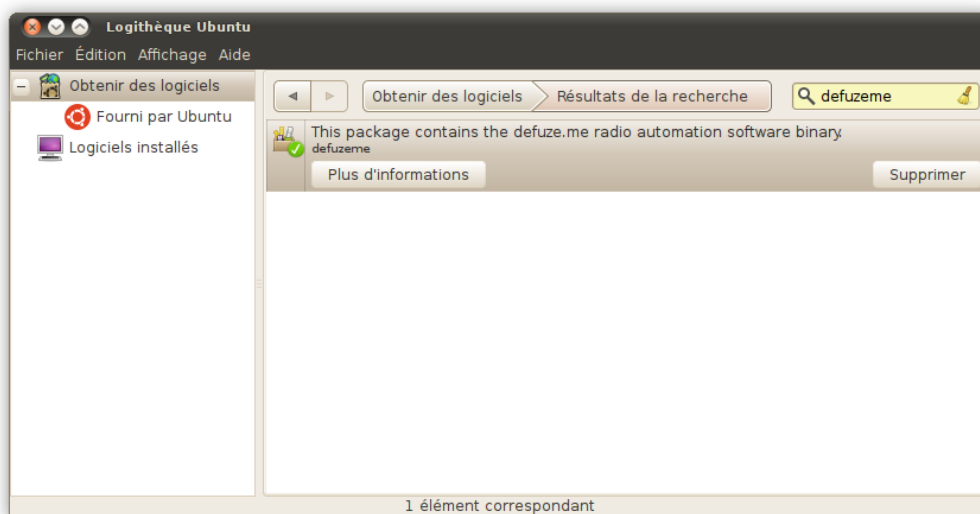 Logithèque Ubuntu
Fichier Édition Affichage Aide
Obtenir des logiciels
Fourni par Ubuntu
Logiciels installés
Obtenir des logiciels Résultats de la recherche defuzeme
This package contains the defuze.me radio automation software binary.
defuzeme
Plus d'informations Supprimer
1 élément correspondant